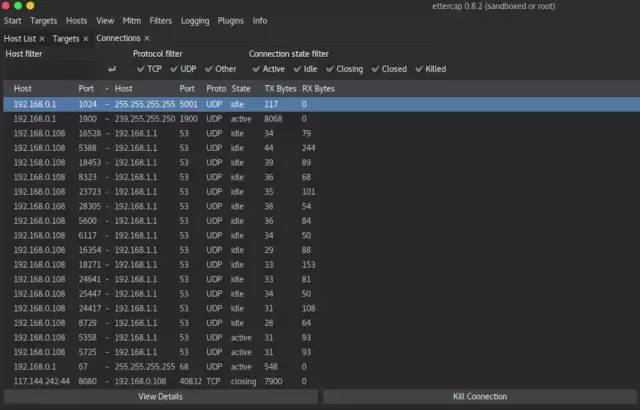 ettercap 0.8.2 (sandboxed or root)
Start Targets Hosts View Mitm Filters Logging Plugins Info
Host List × Targets × Connections ×
Host filter Protocol filter Connection state filter
TCP UDP Other Active Idle Closing Closed Killed
Host Port - Host Port Proto State TX Bytes RX Bytes
192.168.0.1 1024 - 255.255.255.255 5001 UDP idle 117 0
192.168.0.1 1900 - 239.255.255.250 1900 UDP active 8068 0
192.168.0.108 16528 - 192.168.1.1 53 UDP idle 34 79
192.168.0.108 5388 - 192.168.1.1 53 UDP idle 44 244
192.168.0.108 18453 - 192.168.1.1 53 UDP idle 39 89
192.168.0.108 8323 - 192.168.1.1 53 UDP idle 36 68
192.168.0.108 23723 - 192.168.1.1 53 UDP idle 35 101
192.168.0.108 28305 - 192.168.1.1 53 UDP idle 38 54
192.168.0.108 5600 - 192.168.1.1 53 UDP idle 36 84
192.168.0.108 6117 - 192.168.1.1 53 UDP idle 34 50
192.168.0.108 16354 - 192.168.1.1 53 UDP idle 29 88
192.168.0.108 18271 - 192.168.1.1 53 UDP idle 33 153
192.168.0.108 24641 - 192.168.1.1 53 UDP idle 33 81
192.168.0.108 25447 - 192.168.1.1 53 UDP idle 34 50
192.168.0.108 24417 - 192.168.1.1 53 UDP idle 31 108
192.168.0.108 8729 - 192.168.1.1 53 UDP idle 28 64
192.168.0.108 5358 - 192.168.1.1 53 UDP active 31 93
192.168.0.108 5725 - 192.168.1.1 53 UDP active 31 93
192.168.0.1 67 - 255.255.255.255 68 UDP active 548 0
117.144.242.44 8080 - 192.168.0.108 40832 TCP closing 7900 0
View Details Kill Connection